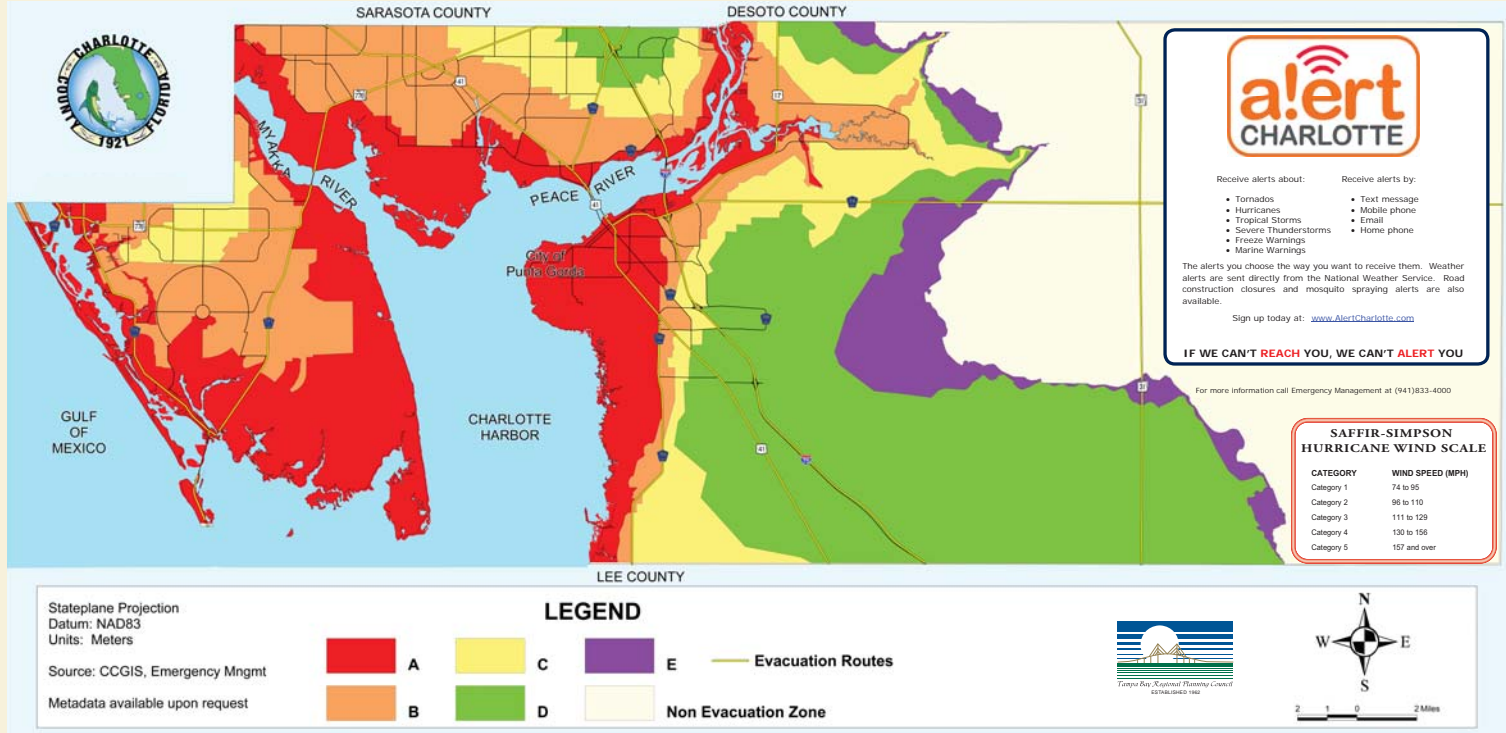 SARASOTA COUNTY
DESOTO COUNTY
CHARLOTTE COUNTY FLORIDA
1921
MYAKKA RIVER
PEACE RIVER
City of
Punta Gorda
GULF
OF
MEXICO
CHARLOTTE
HARBOR
LEE COUNTY
776
41
17
31
41
776
41
31
a!ert
CHARLOTTE
Receive alerts about:
• Tornados
• Hurricanes
• Tropical Storms
• Severe Thunderstorms
• Freeze Warnings
• Marine Warnings
Receive alerts by:
• Text message
• Mobile phone
• Email
• Home phone
The alerts you choose the way you want to receive them. Weather
alerts are sent directly from the National Weather Service. Road
construction closures and mosquito spraying alerts are also
available.
Sign up today at: www.AlertCharlotte.com
IF WE CAN'T REACH YOU, WE CAN'T ALERT YOU
For more information call Emergency Management at (941)833-4000
SAFFIR-SIMPSON
HURRICANE WIND SCALE
CATEGORY WIND SPEED (MPH)
Category 1 74 to 95
Category 2 96 to 110
Category 3 111 to 129
Category 4 130 to 156
Category 5 157 and over
Stateplane Projection
Datum: NAD83
Units: Meters
Source: CCGIS, Emergency Mngmt
Metadata available upon request
LEGEND
A
B
C
D
E
Non Evacuation Zone
Evacuation Routes
Tampa Bay Regional Planning Council
ESTABLISHED 1962
N
W E
S
2 1 0 2 Miles